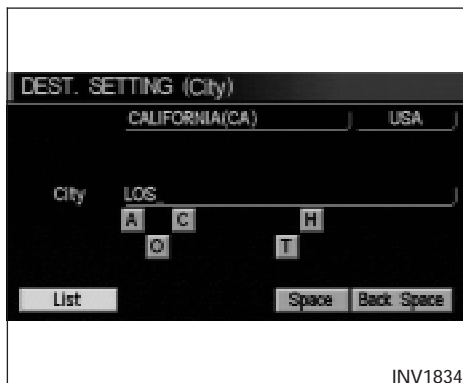 DEST. SETTING (City)
CALIFORNIA(CA) USA
City LOS_
A C H
O T
List Space Back Space
INV1834